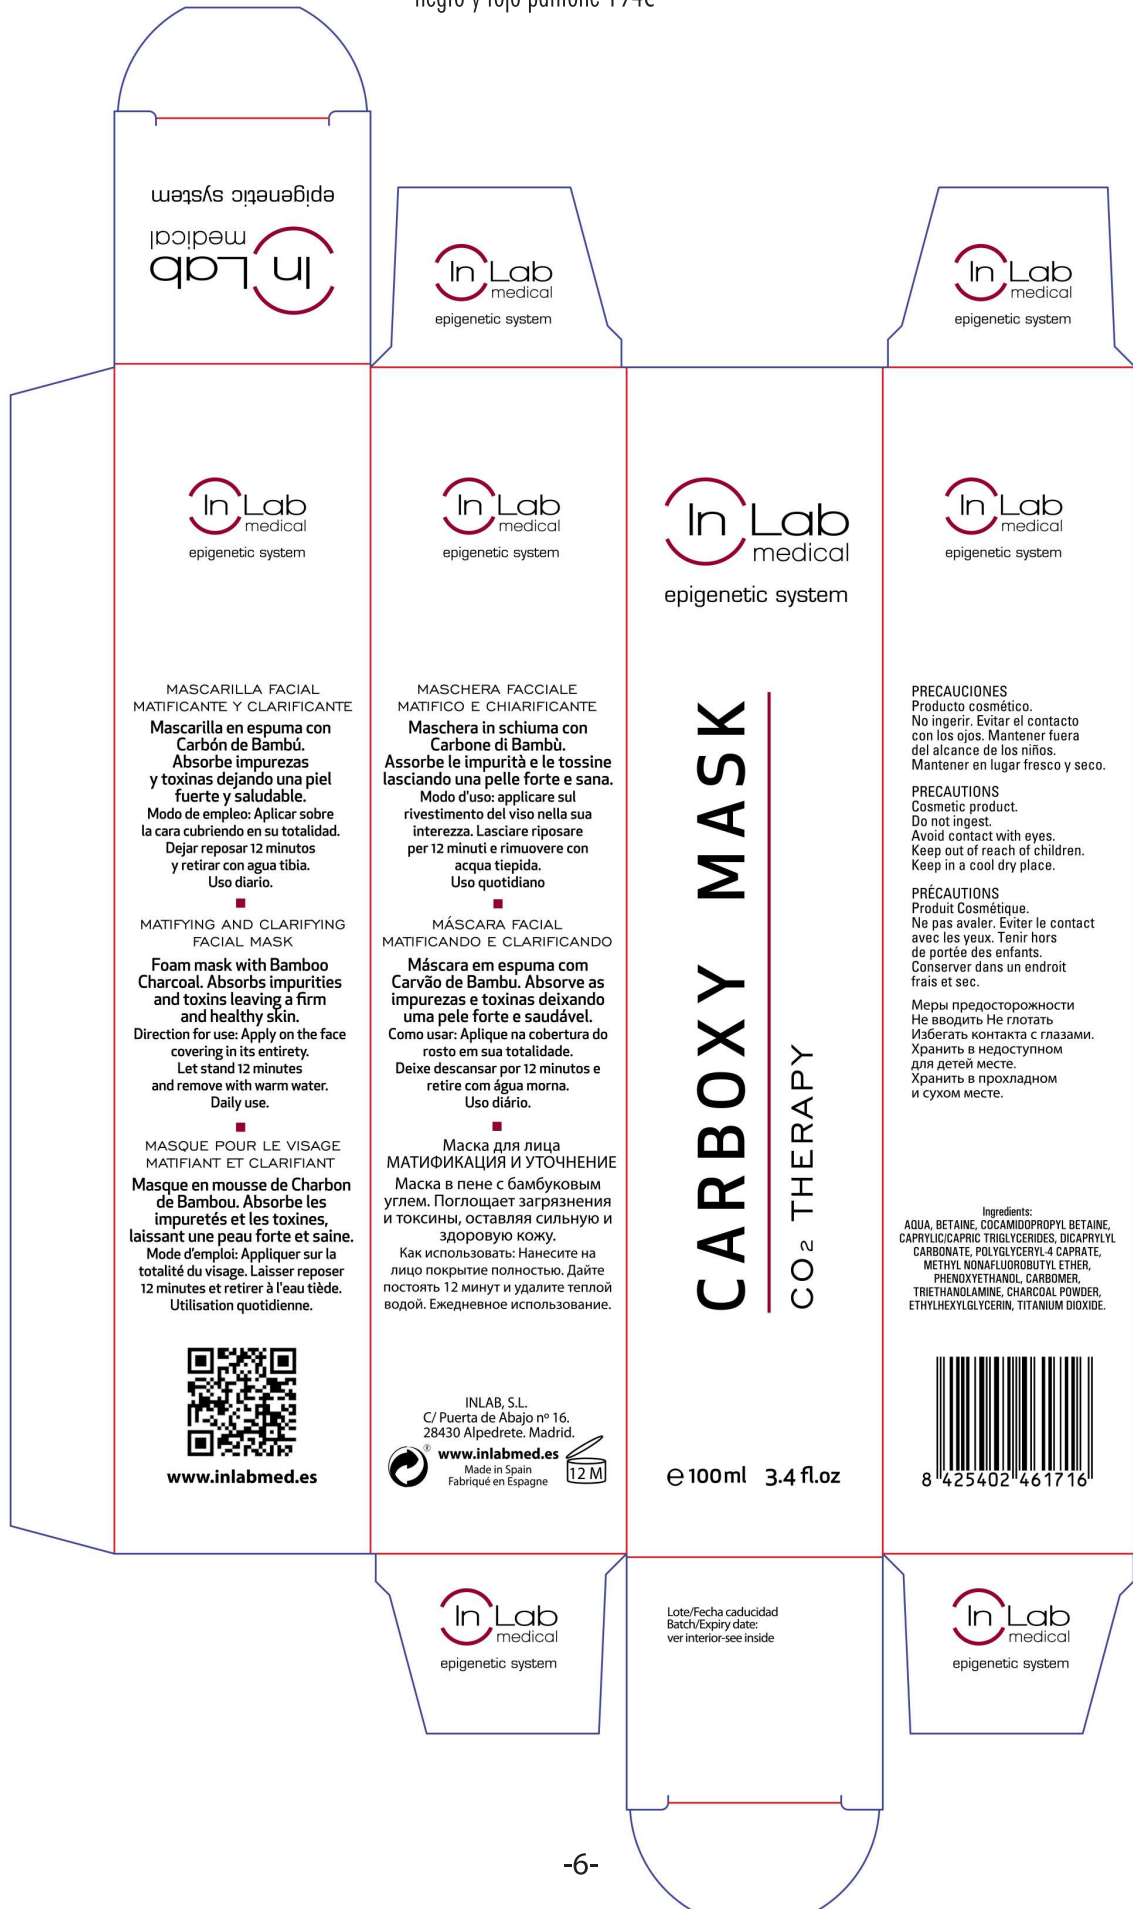 negro y rojo pantone 194C
In Lab
medical
epigenetic system
In Lab
medical
epigenetic system
In Lab
medical
epigenetic system
In Lab
medical
epigenetic system
MASCARILLA FACIAL
MATIFICANTE Y CLARIFICANTE
Mascarilla en espuma con
Carbón de Bambú.
Absorbe impurezas
y toxinas dejando una piel
fuerte y saludable.
Modo de empleo: Aplicar sobre
la cara cubriendo en su totalidad.
Dejar reposar 12 minutos
y retirar con agua tibia.
Uso diario.
MATIFYING AND CLARIFYING
FACIAL MASK
Foam mask with Bamboo
Charcoal. Absorbs impurities
and toxins leaving a firm
and healthy skin.
Direction for use: Apply on the face
covering in its entirety.
Let stand 12 minutes
and remove with warm water.
Daily use.
MASQUE POUR LE VISAGE
MATIFIANT ET CLARIFIANT
Masque en mousse de Charbon
de Bambou. Absorbe les
impuretés et les toxines,
laissant une peau forte et saine.
Mode d'emploi: Appliquer sur la
totalité du visage. Laisser reposer
12 minutes et retirer à l'eau tiède.
Utilisation quotidienne.
www.inlabmed.es
In Lab
medical
epigenetic system
MASCHERA FACCIALE
MATIFICO E CHIARIFICANTE
Maschera in schiuma con
Carbone di Bambù.
Assorbe le impurità e le tossine
lasciando una pelle forte e sana.
Modo d'uso: applicare sul
rivestimento del viso nella sua
interezza. Lasciare riposare
per 12 minuti e rimuovere con
acqua tiepida.
Uso quotidiano
MÁSCARA FACIAL
MATIFICANDO E CLARIFICANDO
Máscara em espuma com
Carvão de Bambu. Absorve as
impurezas e toxinas deixando
uma pele forte e saudável.
Como usar: Aplique na cobertura do
rosto em sua totalidade.
Deixe descansar por 12 minutos e
retire com água morna.
Uso diário.
Маска для лица
МАТИФИКАЦИЯ И УТОЧНЕНИЕ
Маска в пене с бамбуковым
углем. Поглощает загрязнения
и токсины, оставляя сильную и
здоровую кожу.
Как использовать: Нанесите на
лицо покрытие полностью. Дайте
постоять 12 минут и удалите теплой
водой. Ежедневное использование.
INLAB, S.L.
C/ Puerta de Abajo nº 16.
28430 Alpedrete. Madrid.
®
www.inlabmed.es
Made in Spain
Fabriqué en Espagne
12 M
In Lab
medical
epigenetic system
CARBOXY MASK
CO₂ THERAPY
℮ 100ml 3.4 fl.oz
In Lab
medical
epigenetic system
PRECAUCIONES
Producto cosmético.
No ingerir. Evitar el contacto
con los ojos. Mantener fuera
del alcance de los niños.
Mantener en lugar fresco y seco.
PRECAUTIONS
Cosmetic product.
Do not ingest.
Avoid contact with eyes.
Keep out of reach of children.
Keep in a cool dry place.
PRÉCAUTIONS
Produit Cosmétique.
Ne pas avaler. Eviter le contact
avec les yeux. Tenir hors
de portée des enfants.
Conserver dans un endroit
frais et sec.
Меры предосторожности
Не вводить Не глотать
Избегать контакта с глазами.
Хранить в недоступном
для детей месте.
Хранить в прохладном
и сухом месте.
Ingredients:
AQUA, BETAINE, COCAMIDOPROPYL BETAINE,
CAPRYLIC/CAPRIC TRIGLYCERIDES, DICAPRYLYL
CARBONATE, POLYGLYCERYL-4 CAPRATE,
METHYL NONAFLUOROBUTYL ETHER,
PHENOXYETHANOL, CARBOMER,
TRIETHANOLAMINE, CHARCOAL POWDER,
ETHYLHEXYLGLYCERIN, TITANIUM DIOXIDE.
8 425402 461716
In Lab
medical
epigenetic system
Lote/Fecha caducidad
Batch/Expiry date:
ver interior-see inside
In Lab
medical
epigenetic system
-6-